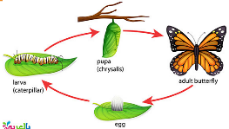 pupa
(chrysalis)
larva
(caterpillar)
adult butterfly
egg